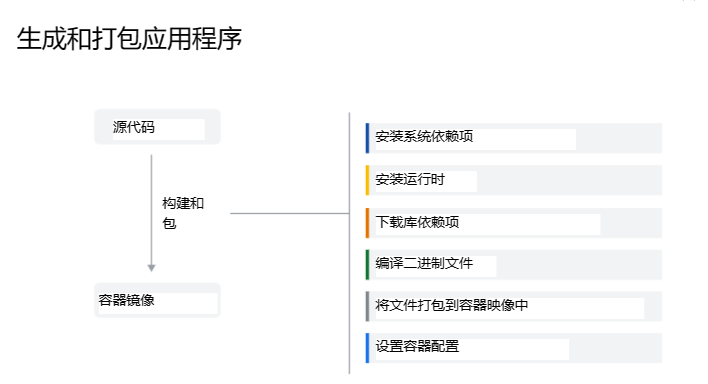 生成和打包应用程序
源代码
构建和
包
容器镜像
安装系统依赖项
安装运行时
下载库依赖项
编译二进制文件
将文件打包到容器映像中
设置容器配置